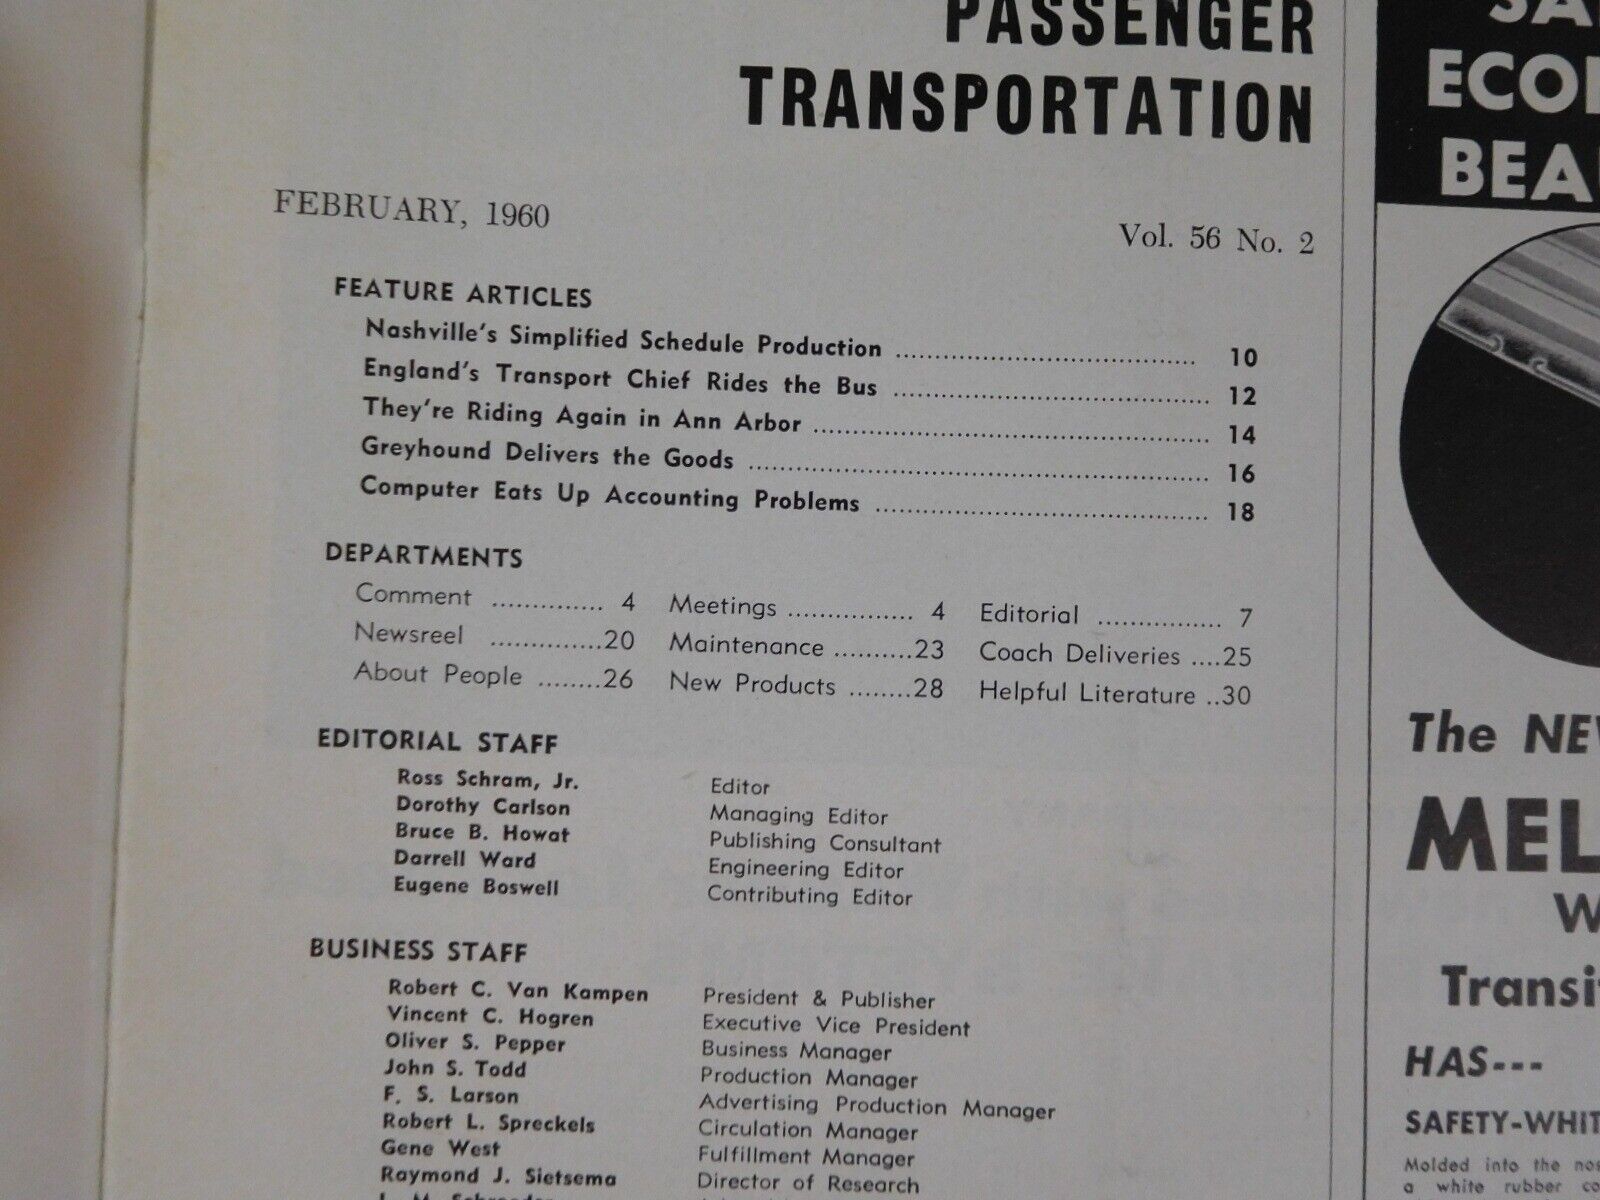 PASSENGER
TRANSPORTATION
FEBRUARY, 1960
Vol. 56 No. 2
FEATURE ARTICLES
Nashville's Simplified Schedule Production ........................................ 10
England's Transport Chief Rides the Bus ........................................ 12
They're Riding Again in Ann Arbor .................................................. 14
Greyhound Delivers the Goods .......................................................... 16
Computer Eats Up Accounting Problems .......................................... 18
DEPARTMENTS
Comment .............. 4 Meetings ................ 4 Editorial ................ 7
Newsreel ..............20 Maintenance ..........23 Coach Deliveries ....25
About People ........26 New Products ........28 Helpful Literature ..30
EDITORIAL STAFF
Ross Schram, Jr. Editor
Dorothy Carlson Managing Editor
Bruce B. Howat Publishing Consultant
Darrell Ward Engineering Editor
Eugene Boswell Contributing Editor
BUSINESS STAFF
Robert C. Van Kampen President & Publisher
Vincent C. Hogren Executive Vice President
Oliver S. Pepper Business Manager
John S. Todd Production Manager
F. S. Larson Advertising Production Manager
Robert L. Spreckels Circulation Manager
Gene West Fulfillment Manager
Raymond J. Sietsema Director of Research
The
MEL
Transit
HAS---
SAFETY-WHIT
Molded into the
a white rubber